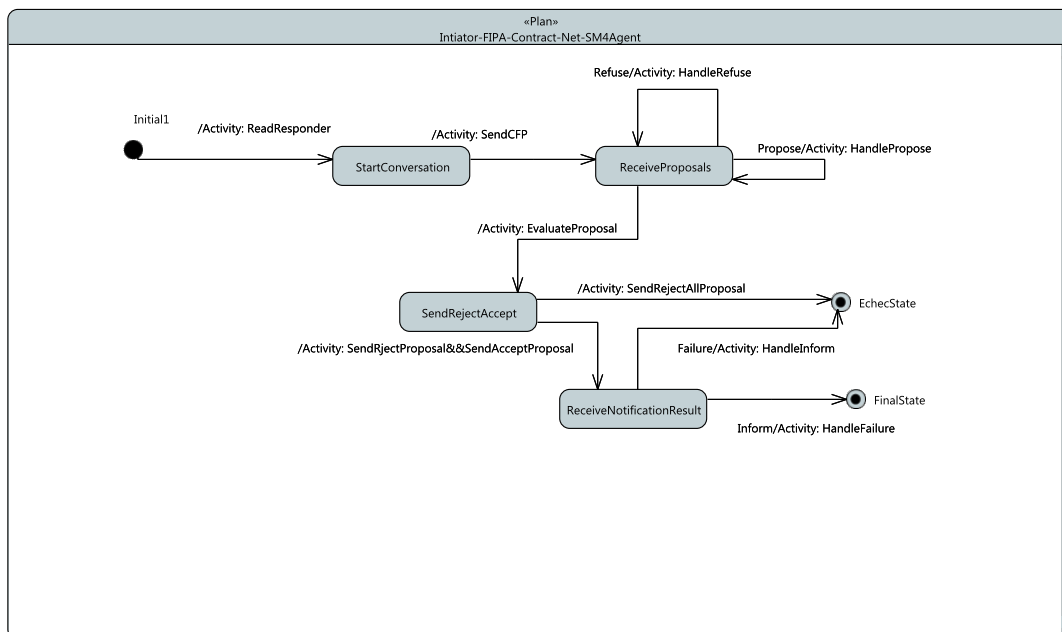 «Plan»
Intiator-FIPA-Contract-Net-SM4Agent
Refuse/Activity: HandleRefuse
Initial1
/Activity: ReadResponder
/Activity: SendCFP
Propose/Activity: HandlePropose
StartConversation
ReceiveProposals
/Activity: EvaluateProposal
/Activity: SendRejectAllProposal
EchecState
SendRejectAccept
/Activity: SendRjectProposal&&SendAcceptProposal
Failure/Activity: HandleInform
ReceiveNotificationResult
FinalState
Inform/Activity: HandleFailure